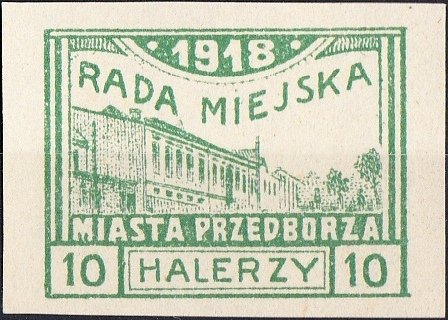 1918
RADA MIEJSKA
MIASTA PRZEDBORZA
10 HALERZY 10